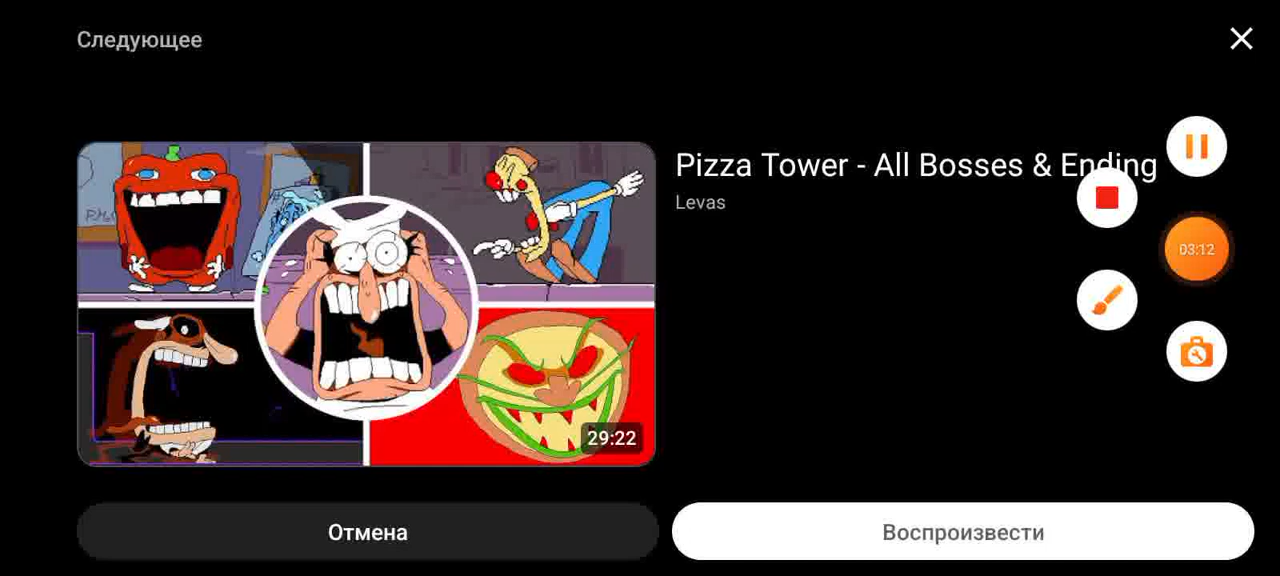 Следующее
Pizza Tower - All Bosses & Ending
Levas
03:12
29:22
Отмена
Воспроизвести